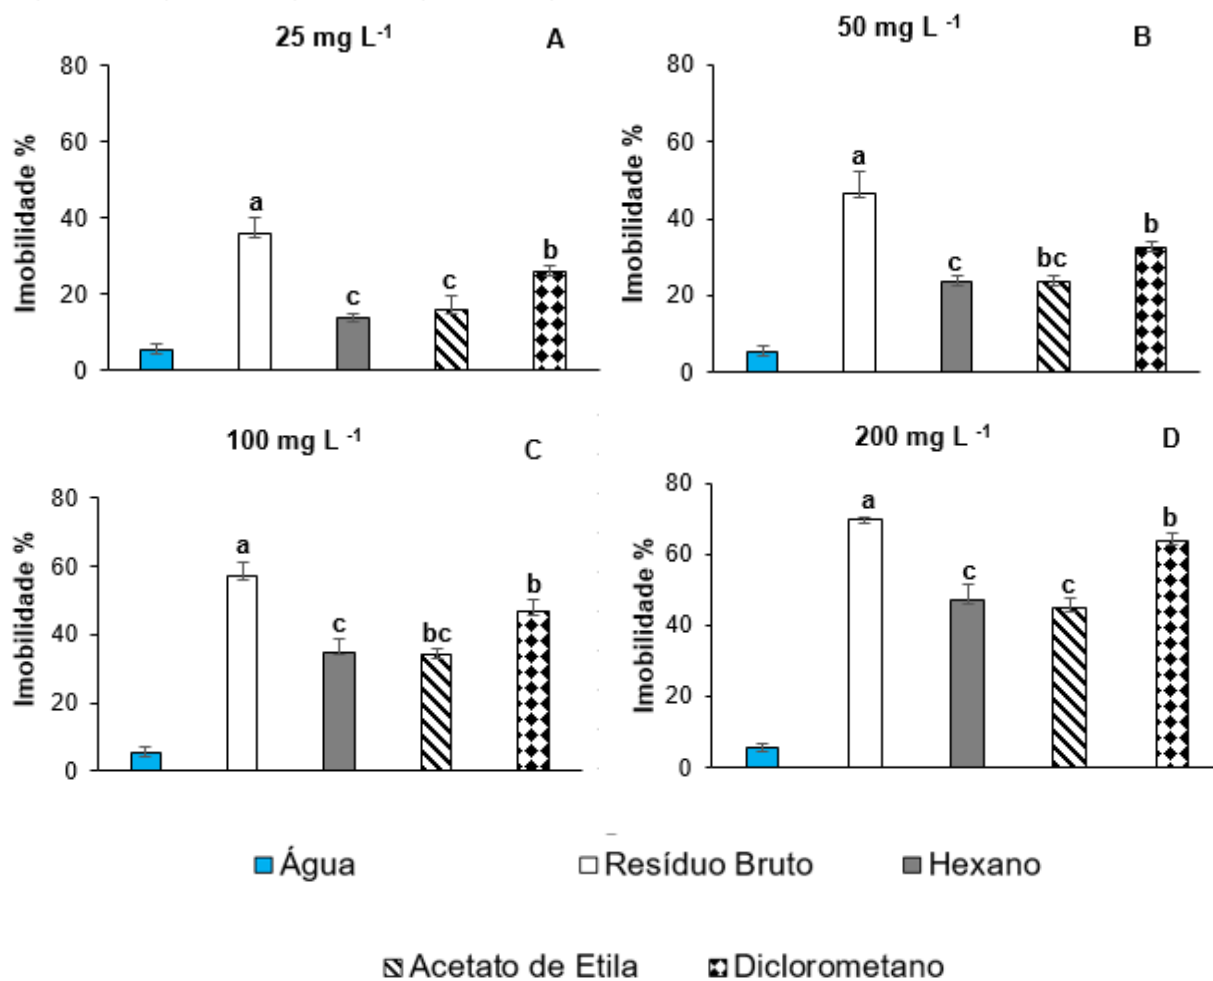 25 mg L-1 A
80
60
40
20
0
Imobilidade %
a
c
c
b
50 mg L -1 B
80
60
40
20
0
Imobilidade %
a
c
bc
b
100 mg L -1 C
80
60
40
20
0
Imobilidade %
a
c
bc
b
200 mg L -1 D
80
60
40
20
0
Imobilidade %
a
c
c
b
Água Resíduo Bruto Hexano
Acetato de Etila Diclorometano